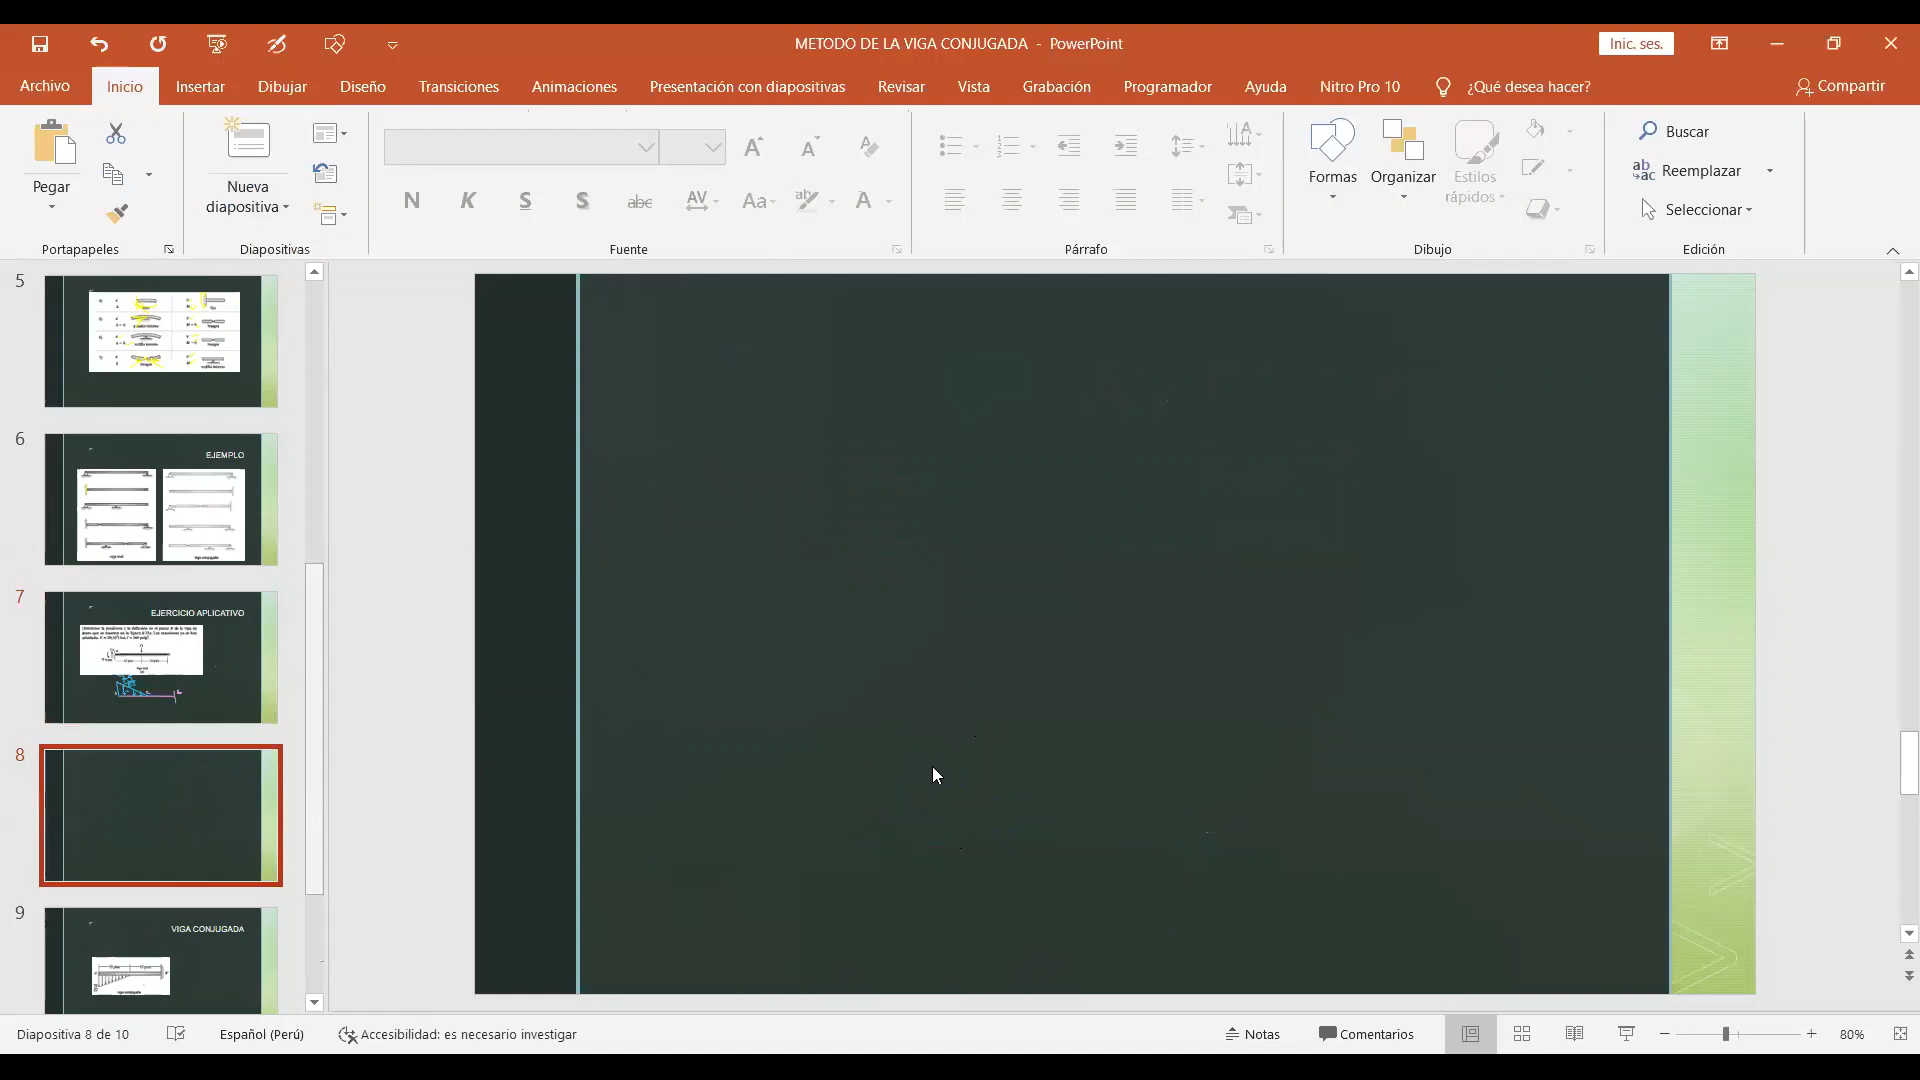 METODO DE LA VIGA CONJUGADA - PowerPoint
Inic. ses.
Archivo
Inicio
Insertar
Dibujar
Diseño
Transiciones
Animaciones
Presentación con diapositivas
Revisar
Vista
Grabación
Programador
Ayuda
Nitro Pro 10
¿Qué desea hacer?
Compartir
Pegar
Nueva
diapositiva
N
K
S
S
abc
AV
Aa
A
Formas
Organizar
Estilos
rápidos
Buscar
Reemplazar
Seleccionar
Portapapeles
Diapositivas
Fuente
Párrafo
Dibujo
Edición
5
6
EJEMPLO
7
EJERCICIO APLICATIVO
8
9
VIGA CONJUGADA
Diapositiva 8 de 10
Español (Perú)
Accesibilidad: es necesario investigar
Notas
Comentarios
80%